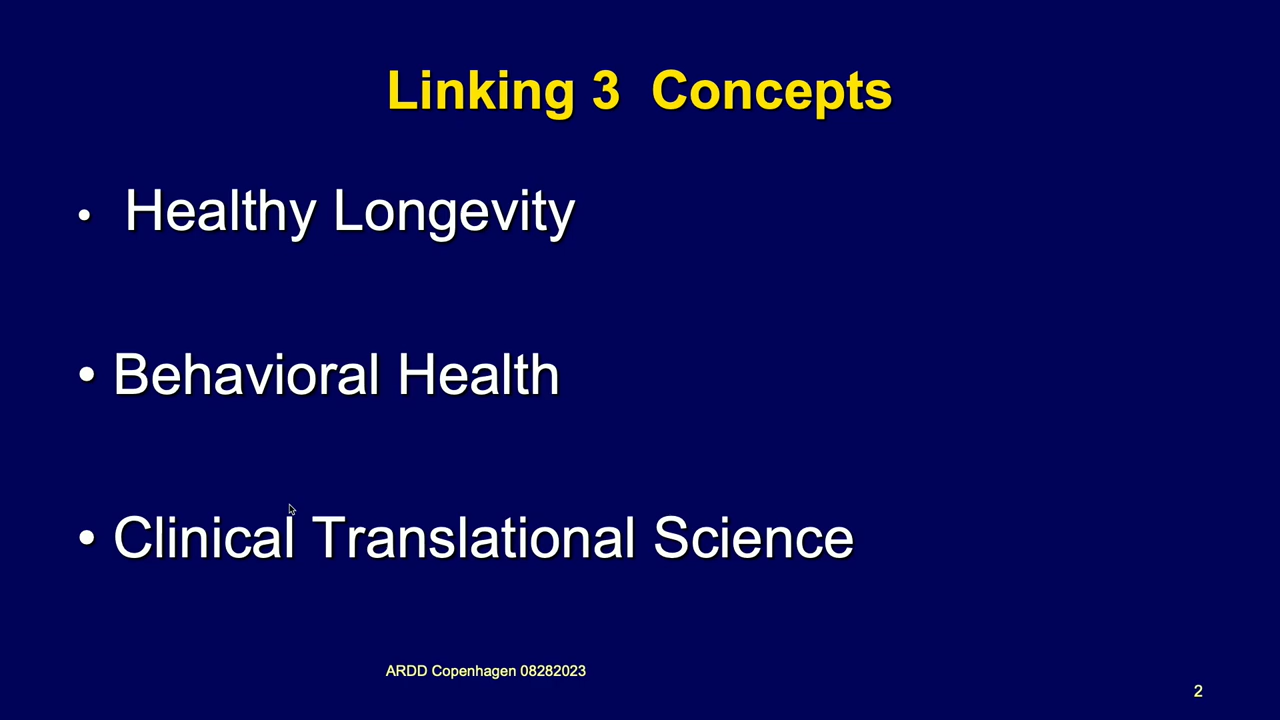 Linking 3  Concepts
• Healthy Longevity
• Behavioral Health
• Clinical Translational Science
ARDD Copenhagen 08282023
2